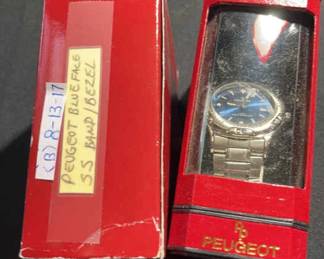 (B) 8-13-17
PEUGEOT BLUE FACE
SS BAND/BEZEL
PEUGEOT